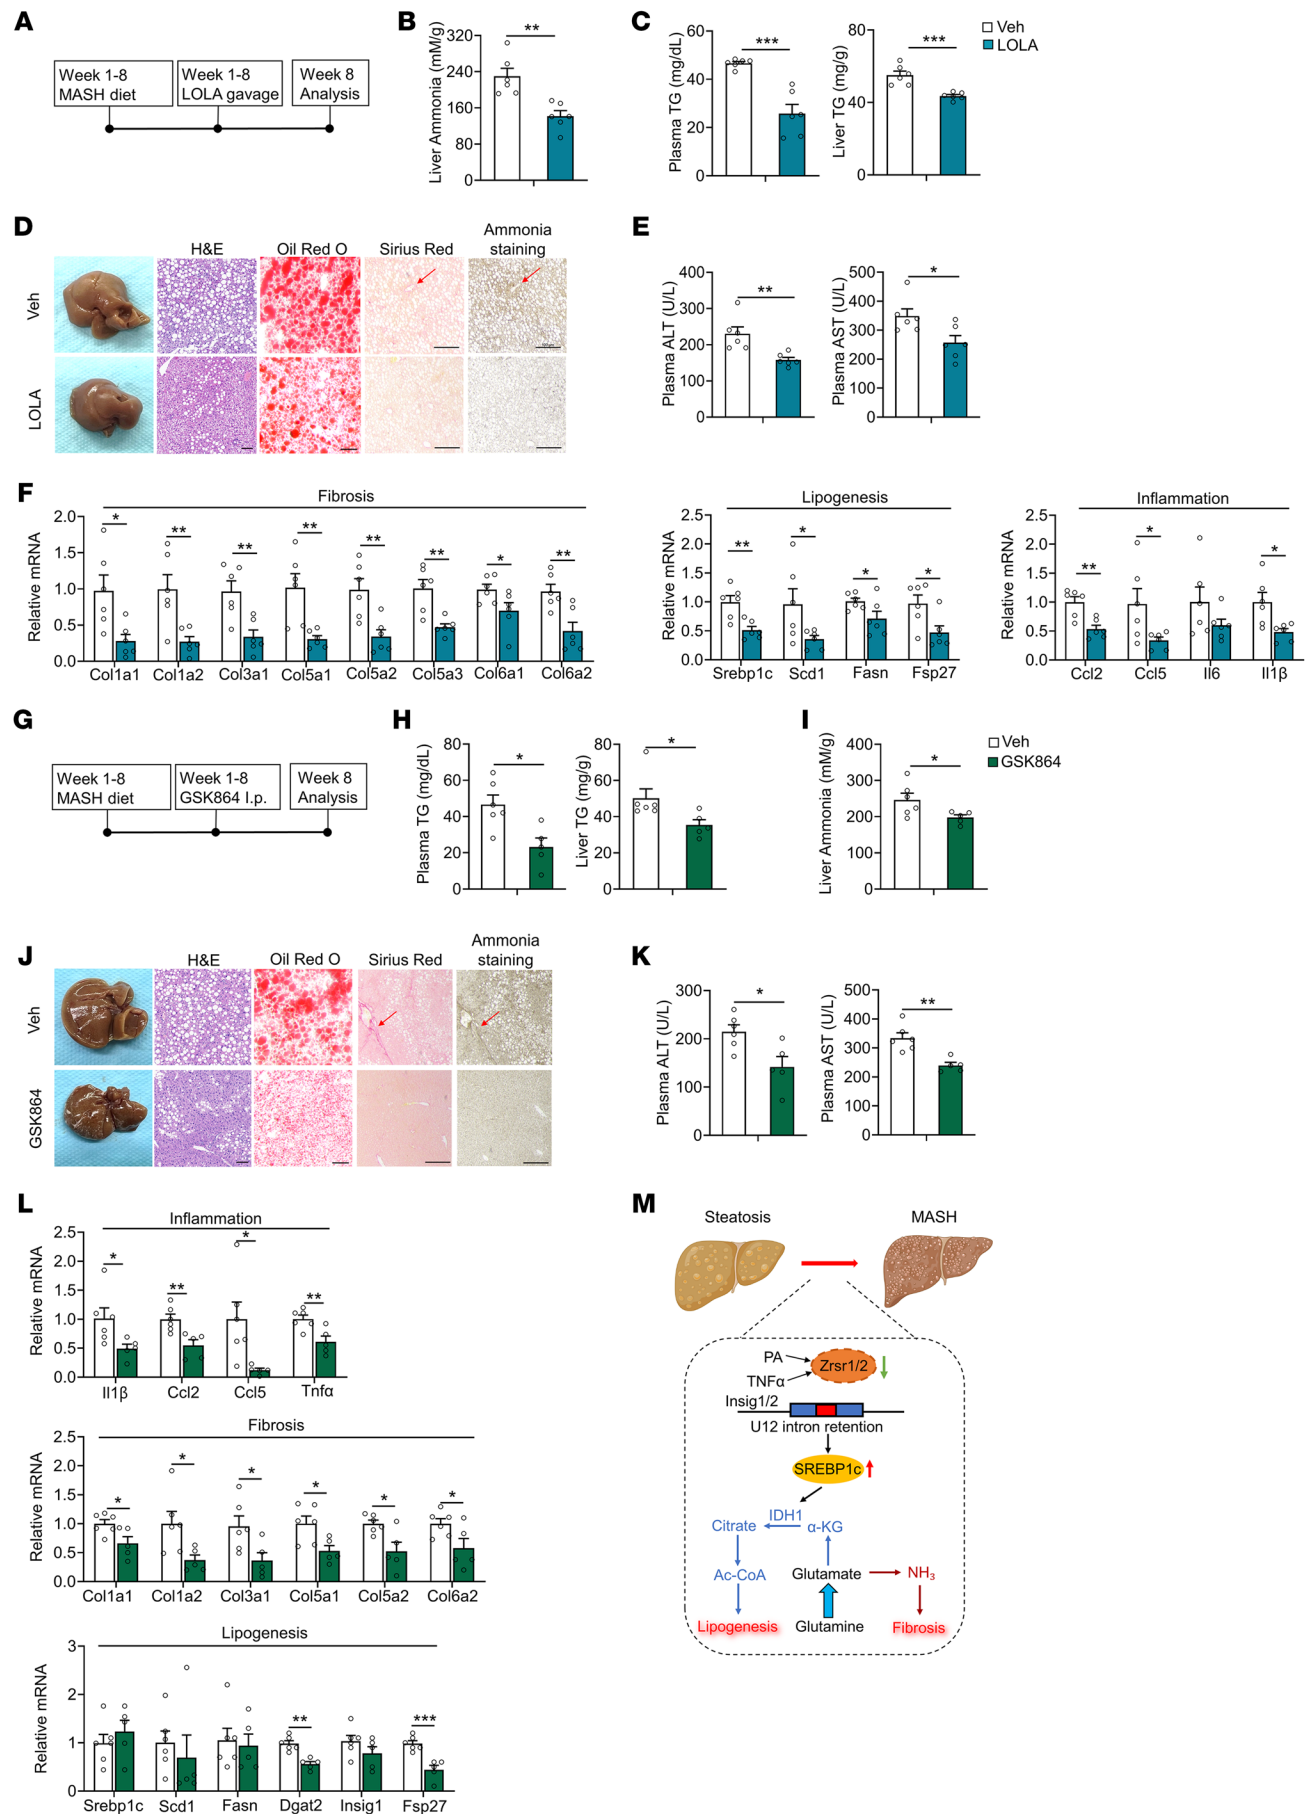 A
Week 1-8
MASH diet
Week 1-8
LOLA gavage
Week 8
Analysis
B
Liver Ammonia (mM/g)
320
240
160
80
0
**
C
Plasma TG (mg/dL)
60
40
20
0
***
Liver TG (mg/g)
80
40
0
***
Veh
LOLA
D
H&E
Oil Red O
Sirius Red
Ammonia
staining
Veh
LOLA
E
Plasma ALT (U/L)
400
300
200
100
0
**
Plasma AST (U/L)
500
400
300
200
100
0
*
F
Fibrosis
Relative mRNA
2.0
1.5
1.0
0.5
0.0
* ** ** ** ** ** * **
Col1a1 Col1a2 Col3a1 Col5a1 Col5a2 Col5a3 Col6a1 Col6a2
Lipogenesis
Relative mRNA
2.5
2.0
1.5
1.0
0.5
0.0
** * * *
Srebp1c Scd1 Fasn Fsp27
Inflammation
Relative mRNA
2.5
2.0
1.5
1.0
0.5
0.0
** * *
Ccl2 Ccl5 Il6 Il1β
G
Week 1-8
MASH diet
Week 1-8
GSK864 I.p.
Week 8
Analysis
H
Plasma TG (mg/dL)
80
60
40
20
0
*
Liver TG (mg/g)
80
60
40
20
0
*
I
Liver Ammonia (mM/g)
400
300
200
100
0
*
Veh
GSK864
J
H&E
Oil Red O
Sirius Red
Ammonia
staining
Veh
GSK864
K
Plasma ALT (U/L)
300
200
100
0
*
Plasma AST (U/L)
500
400
300
200
100
0
**
L
Inflammation
Relative mRNA
2.5
2.0
1.5
1.0
0.5
0.0
* ** * **
Il1β Ccl2 Ccl5 Tnfα
Fibrosis
Relative mRNA
2.5
2.0
1.5
1.0
0.5
0.0
* * * * * *
Col1a1 Col1a2 Col3a1 Col5a1 Col5a2 Col6a2
Lipogenesis
Relative mRNA
3
2
1
0
** ***
Srebp1c Scd1 Fasn Dgat2 Insig1 Fsp27
M
Steatosis
MASH
PA
TNFα
Zrsr1/2
Insig1/2
U12 intron retention
SREBP1c
IDH1
Citrate
α-KG
Ac-CoA
Glutamate
NH₃
Lipogenesis
Glutamine
Fibrosis